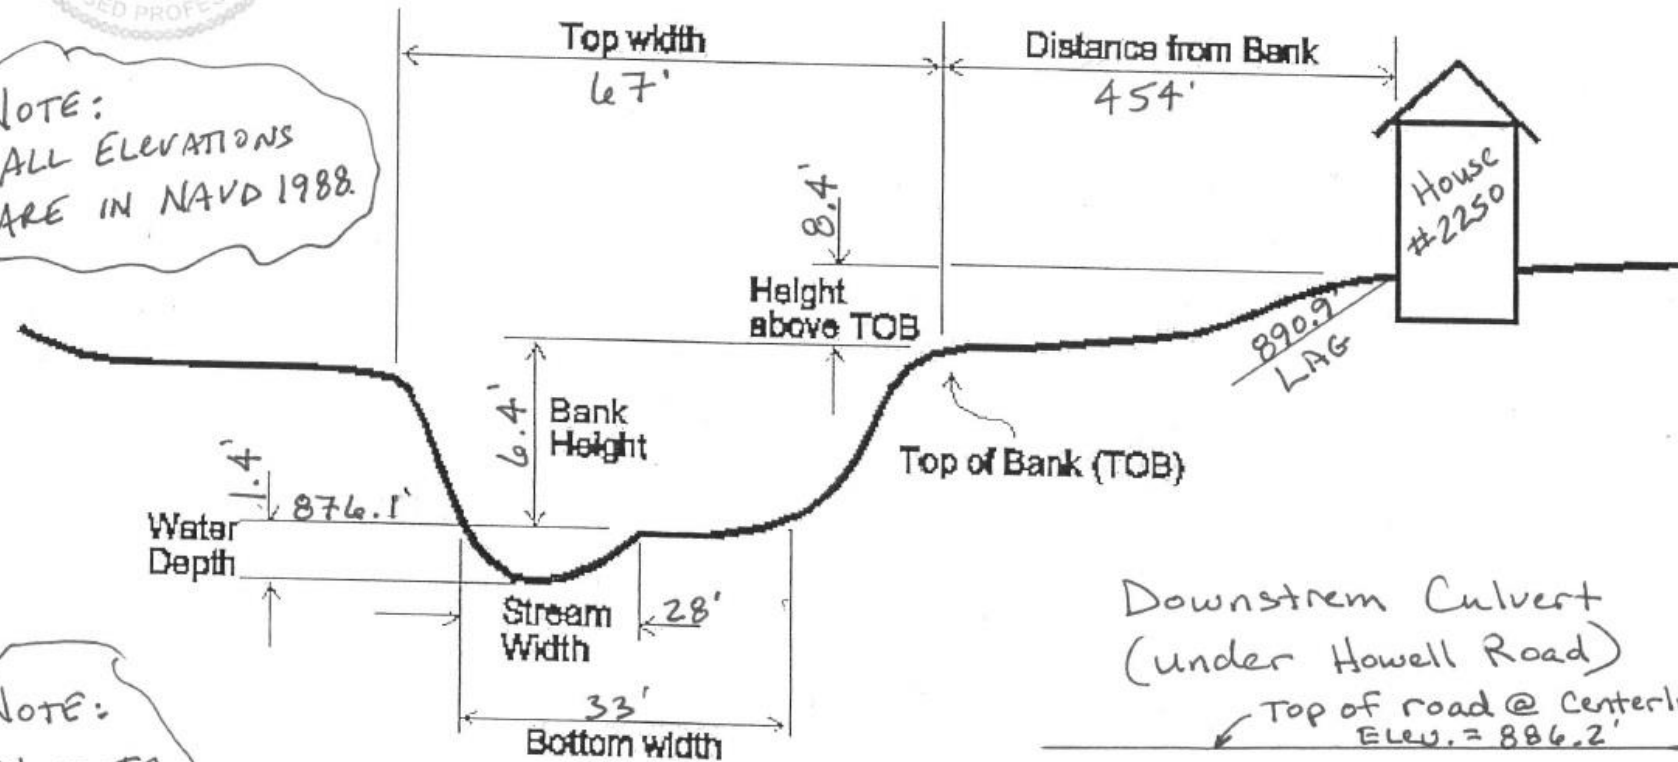 SED PROFES
Top width
67'
Distance from Bank
454'
NOTE:
ALL ELEVATIONS
ARE IN NAVD 1988.
8.4'
House
#2250
Height
above TOB
890.9'
LAG
6.4'
Bank
Height
Top of Bank (TOB)
1.4'
876.1'
Water
Depth
Stream
Width
28'
33'
Bottom width
Downstrem Culvert
(under Howell Road)
Top of road @ Centerl
ELEV. = 886.2'
NOTE: